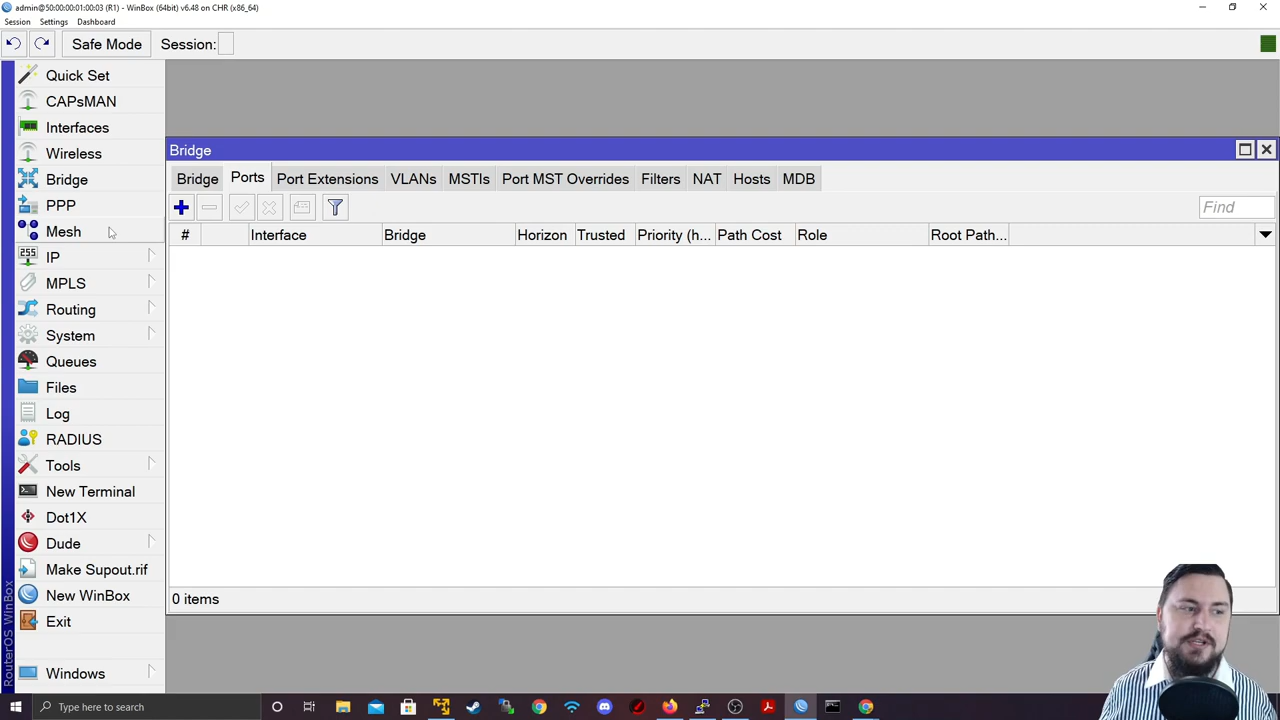 admin@50:00:00:01:00:03 (R1) - WinBox (64bit) v6.48 on CHR (x86_64)
Session Settings Dashboard
Safe Mode Session:
Quick Set
CAPsMAN
Interfaces
Wireless
Bridge
PPP
Mesh
IP
MPLS
Routing
System
Queues
Files
Log
RADIUS
Tools
New Terminal
Dot1X
Dude
Make Supout.rif
New WinBox
Exit
Windows
RouterOS WinBox
Bridge
Bridge Ports Port Extensions VLANs MSTIs Port MST Overrides Filters NAT Hosts MDB
Find
# Interface Bridge Horizon Trusted Priority (h... Path Cost Role Root Path...
0 items
Type here to search